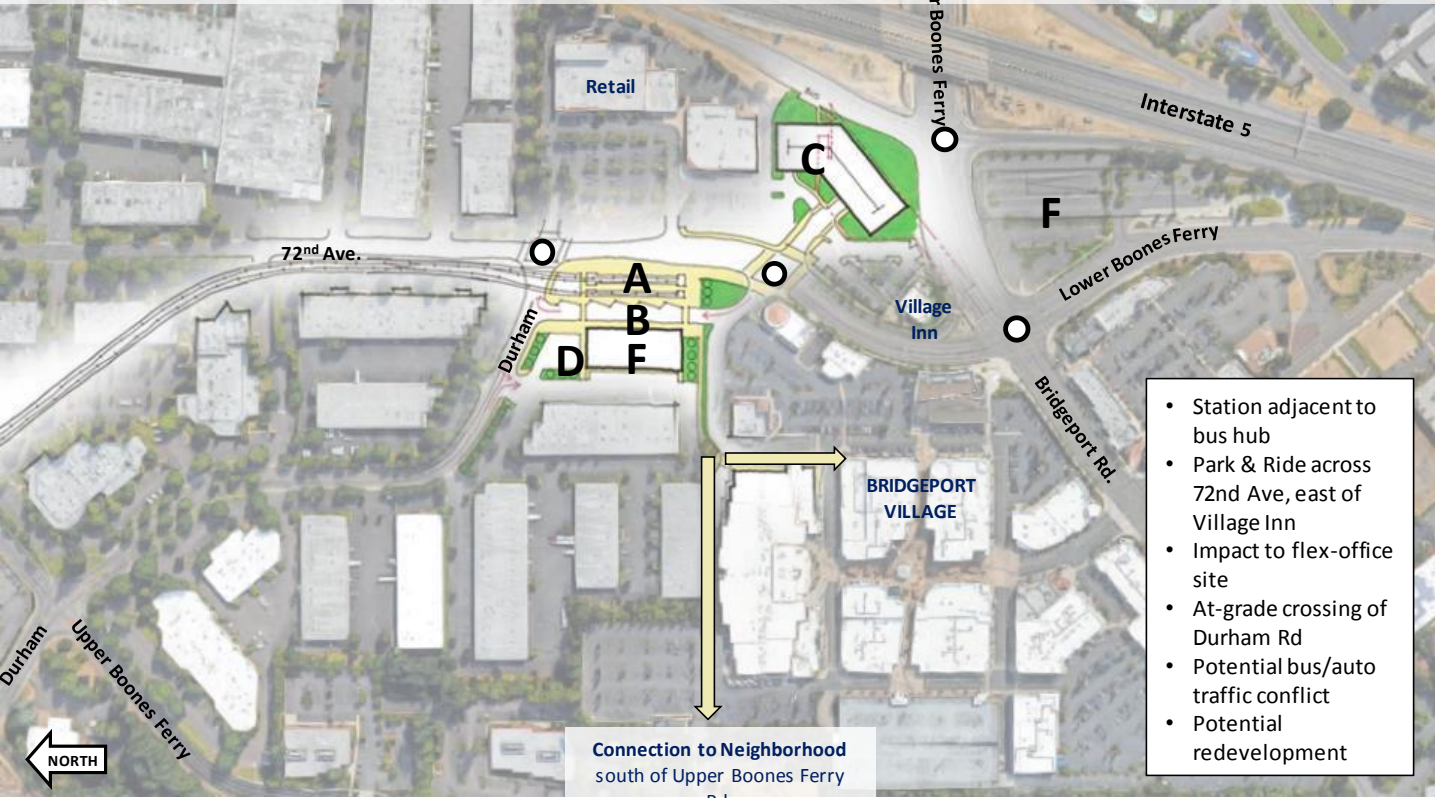 r Boones Ferry
Interstate 5
Retail
C
F
72nd Ave.
Lower Boones Ferry
A
B
Village
Inn
Durham
D
F
Bridgeport Rd.
• Station adjacent to
bus hub
• Park & Ride across
72nd Ave, east of
Village Inn
• Impact to flex-office
site
• At-grade crossing of
Durham Rd
• Potential bus/auto
traffic conflict
• Potential
redevelopment
BRIDGEPORT
VILLAGE
Durham
Upper Boones Ferry
NORTH
Connection to Neighborhood
south of Upper Boones Ferry